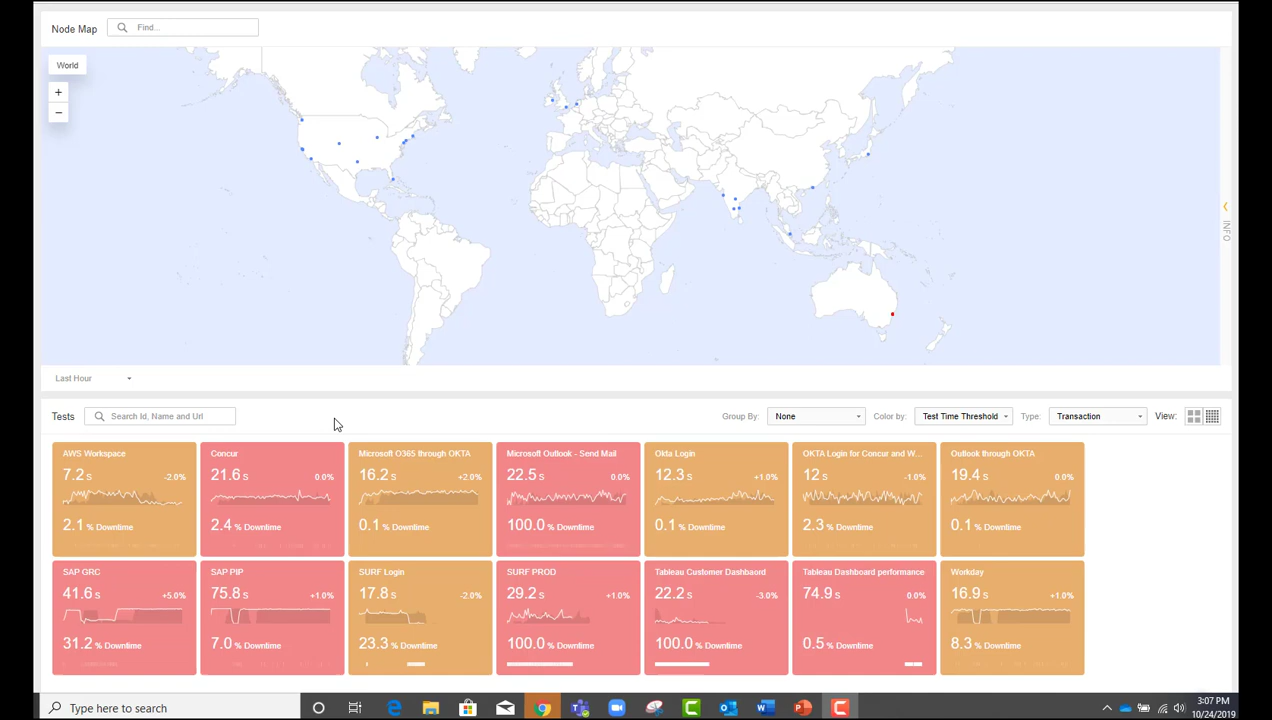 Node Map
Find...
World
+
−
INFO
Last Hour
Tests
Search Id, Name and Url
Group By: None
Color by: Test Time Threshold
Type: Transaction
View:
AWS Workspace
7.2 S -2.0%
2.1 % Downtime
Concur
21.6 S 0.0%
2.4 % Downtime
Microsoft O365 through OKTA
16.2 S +2.0%
0.1 % Downtime
Microsoft Outlook - Send Mail
22.5 S 0.0%
100.0 % Downtime
Okta Login
12.3 S +1.0%
0.1 % Downtime
OKTA Login for Concur and W...
12 S -1.0%
2.3 % Downtime
Outlook through OKTA
19.4 S 0.0%
0.1 % Downtime
SAP GRC
41.6 S +5.0%
31.2 % Downtime
SAP PIP
75.8 S +1.0%
7.0 % Downtime
SURF Login
17.8 S -2.0%
23.3 % Downtime
SURF PROD
29.2 S +1.0%
100.0 % Downtime
Tableau Customer Dashbaord
22.2 S -3.0%
100.0 % Downtime
Tableau Dashboard performance
74.9 S 0.0%
0.5 % Downtime
Workday
16.9 S +1.0%
8.3 % Downtime
Type here to search
3:07 PM
10/24/2019